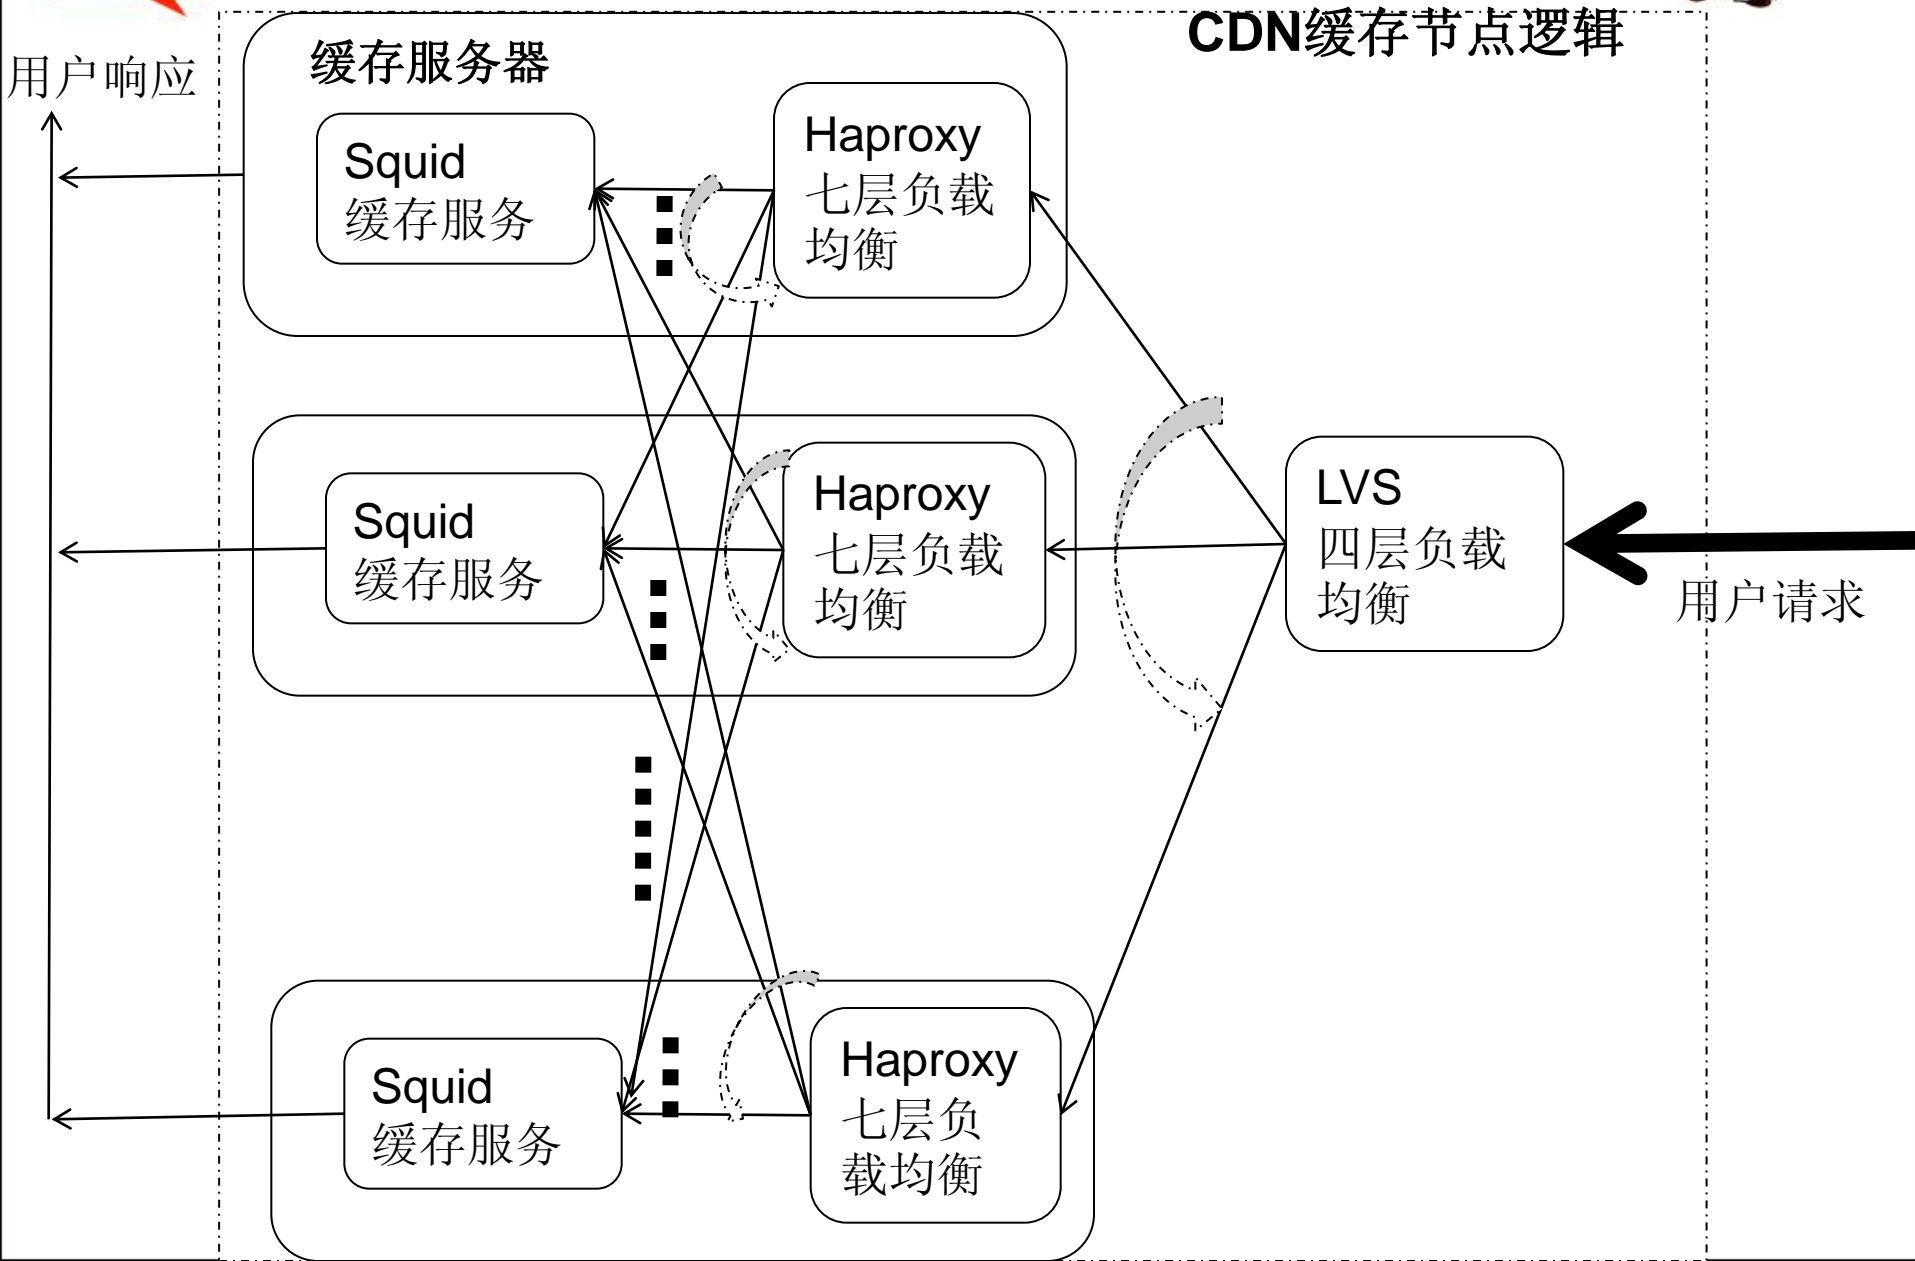 CDN缓存节点逻辑
用户响应
缓存服务器
Squid
缓存服务
Haproxy
七层负载
均衡
Squid
缓存服务
Haproxy
七层负载
均衡
LVS
四层负载
均衡
用户请求
Squid
缓存服务
Haproxy
七层负
载均衡